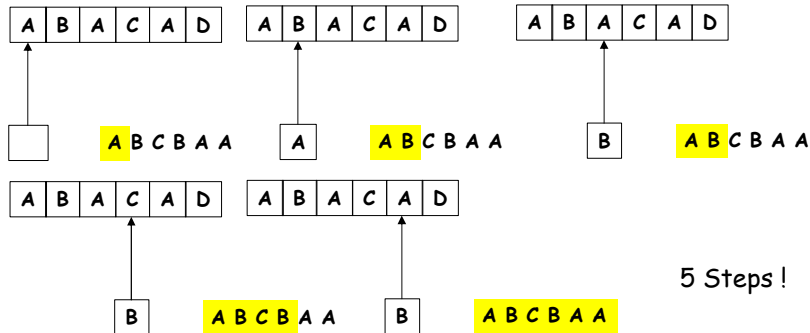 A B A C A D A B A C A D A B A C A D
A B C B A A A A B C B A A B A B C B A A
A B A C A D A B A C A D
5 Steps !
B A B C B A A B A B C B A A